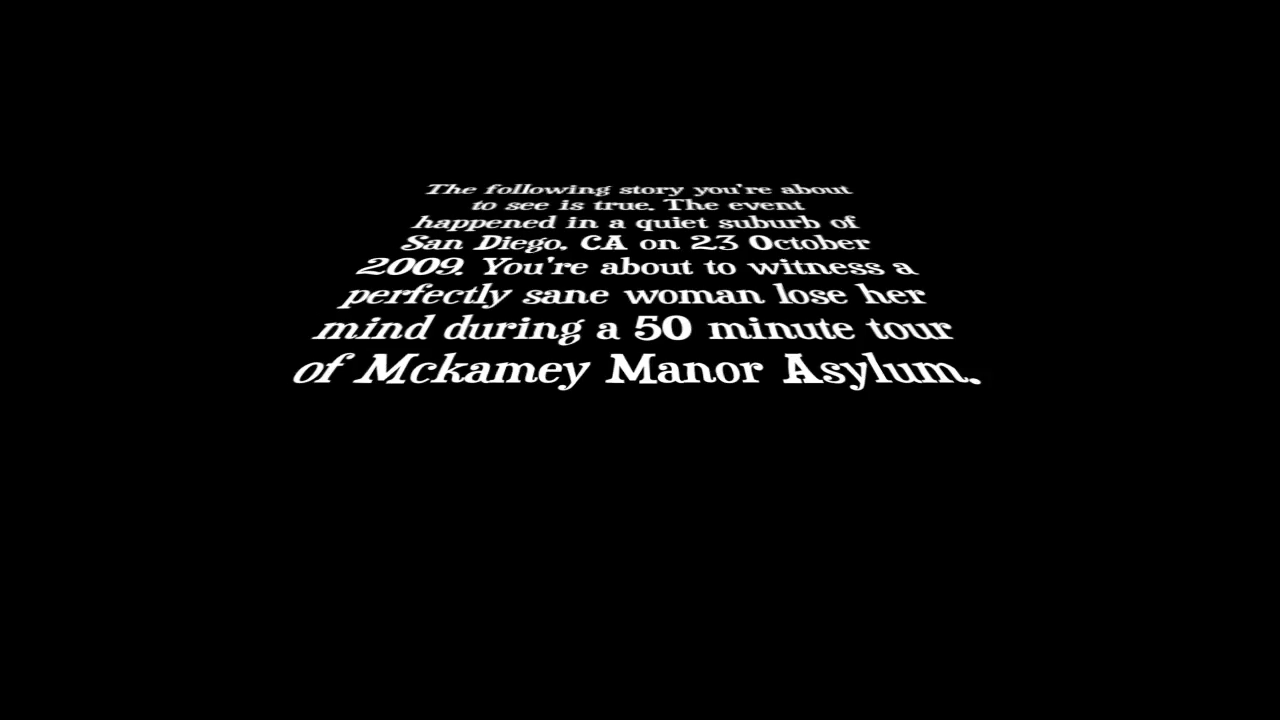 The following story you're about
to see is true. The event
happened in a quiet suburb of
San Diego, CA on 23 October
2009. You're about to witness a
perfectly sane woman lose her
mind during a 50 minute tour
of Mckamey Manor Asylum.